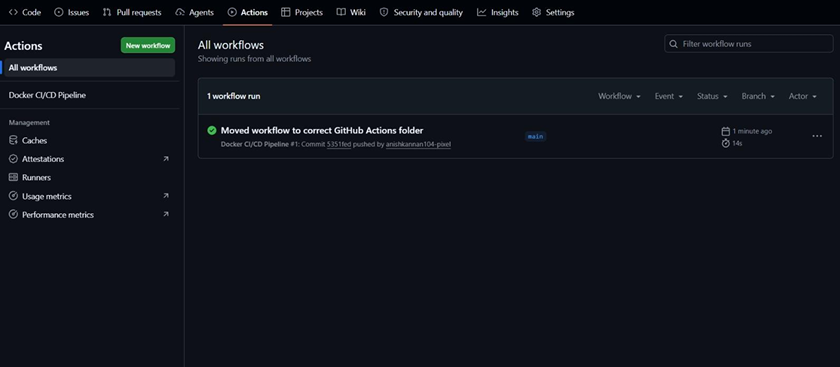 Code Issues Pull requests Agents Actions Projects Wiki Security and quality Insights Settings
Actions
New workflow
All workflows
Docker CI/CD Pipeline
Management
Caches
Attestations
Runners
Usage metrics
Performance metrics
All workflows
Showing runs from all workflows
Filter workflow runs
1 workflow run Workflow Event Status Branch Actor
Moved workflow to correct GitHub Actions folder
Docker CI/CD Pipeline #1: Commit 5351fed pushed by anishkannan104-pixel
main
1 minute ago
14s